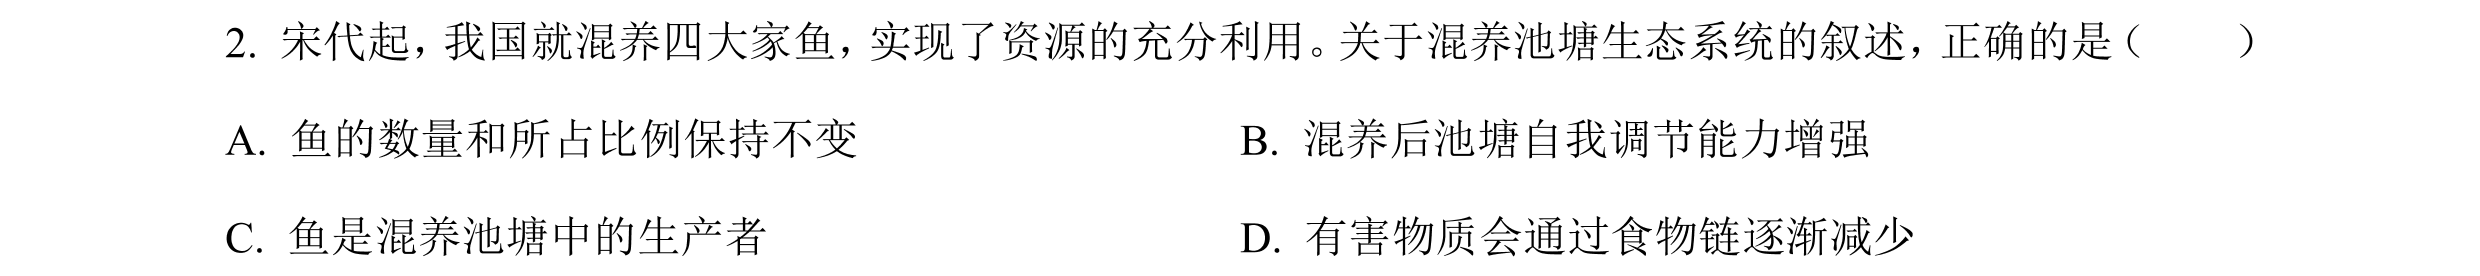 2. 宋代起，我国就混养四大家鱼，实现了资源的充分利用。关于混养池塘生态系统的叙述，正确的是（　　）
A. 鱼的数量和所占比例保持不变　　B. 混养后池塘自我调节能力增强
C. 鱼是混养池塘中的生产者　　D. 有害物质会通过食物链逐渐减少